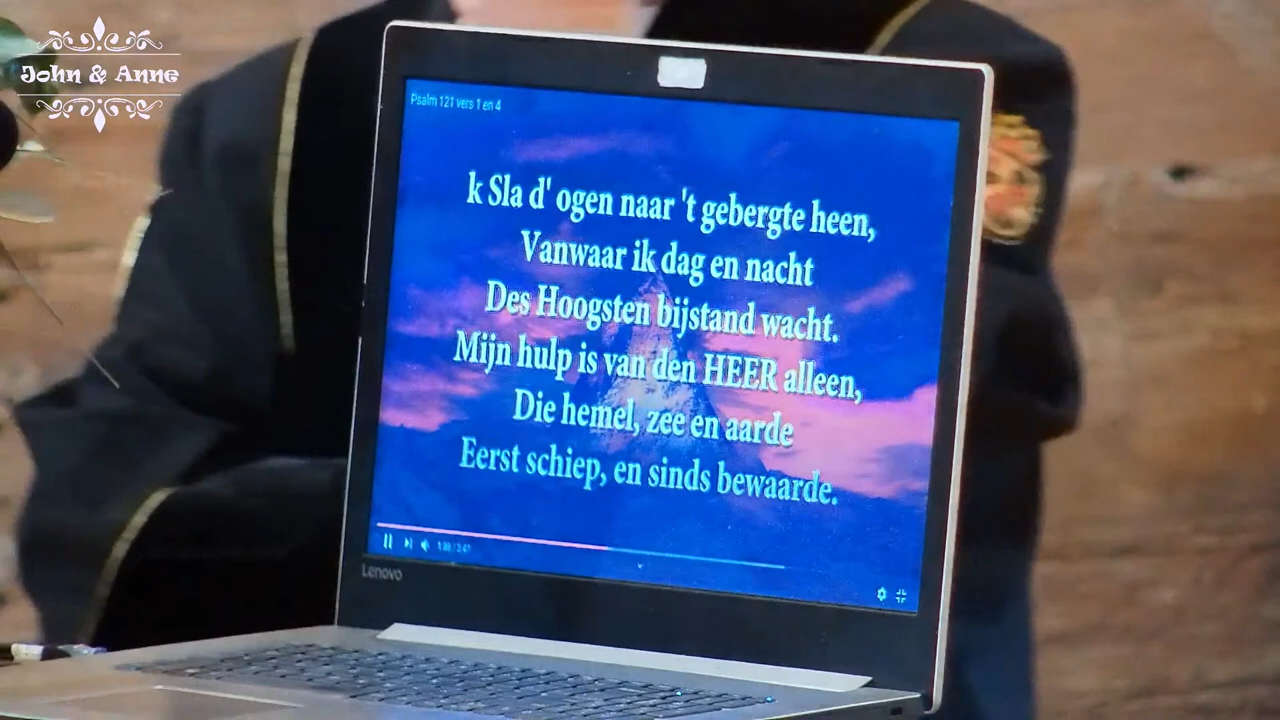 John & Anne
Psalm 121 vers 1 en 4
k Sla d' ogen naar 't gebergte heen,
Vanwaar ik dag en nacht
Des Hoogsten bijstand wacht.
Mijn hulp is van den HEER alleen,
Die hemel, zee en aarde
Eerst schiep, en sinds bewaarde.
Lenovo